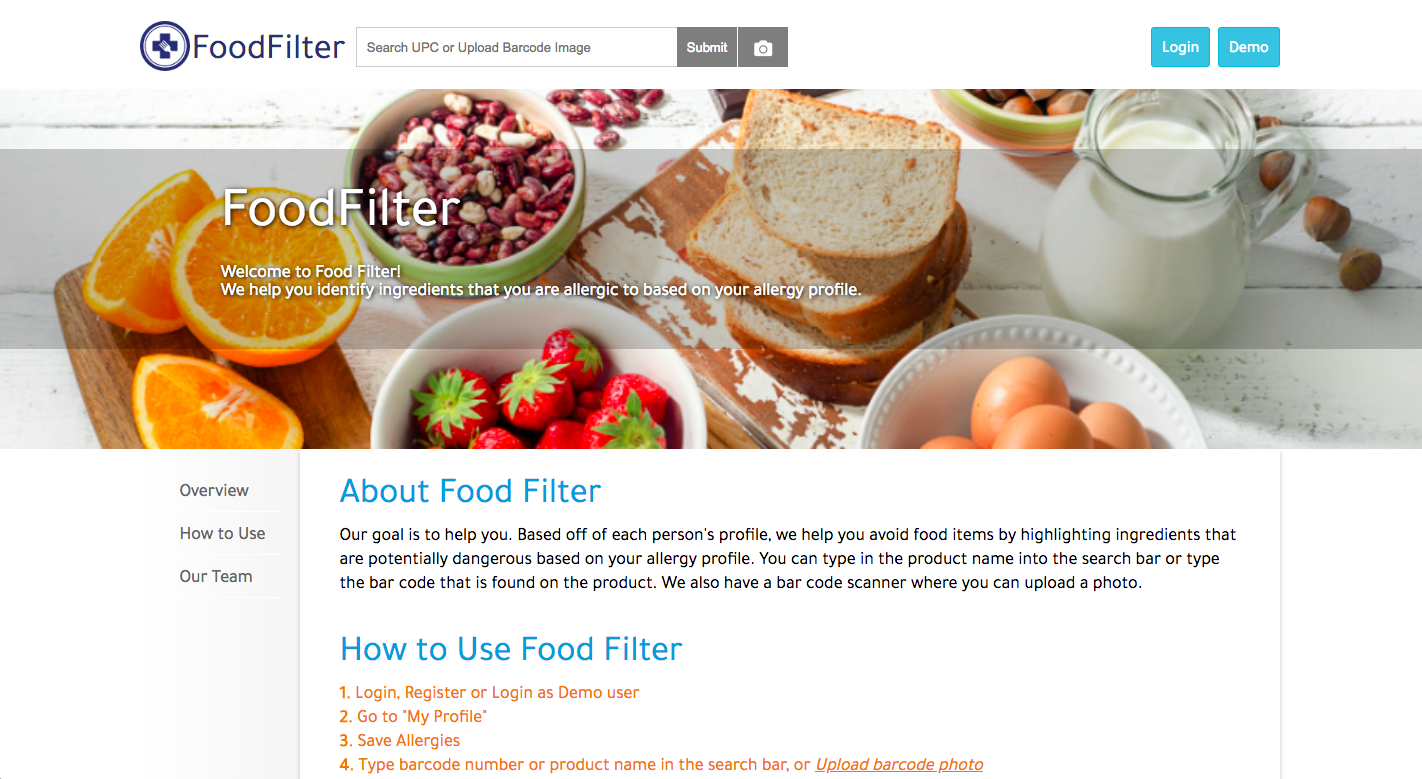 FoodFilter
Search UPC or Upload Barcode Image
Submit
Login
Demo
FoodFilter
Welcome to Food Filter!
We help you identify ingredients that you are allergic to based on your allergy profile.
Overview
How to Use
Our Team
About Food Filter
Our goal is to help you. Based off of each person's profile, we help you avoid food items by highlighting ingredients that
are potentially dangerous based on your allergy profile. You can type in the product name into the search bar or type
the bar code that is found on the product. We also have a bar code scanner where you can upload a photo.
How to Use Food Filter
1. Login, Register or Login as Demo user
2. Go to "My Profile"
3. Save Allergies
4. Type barcode number or product name in the search bar, or Upload barcode photo